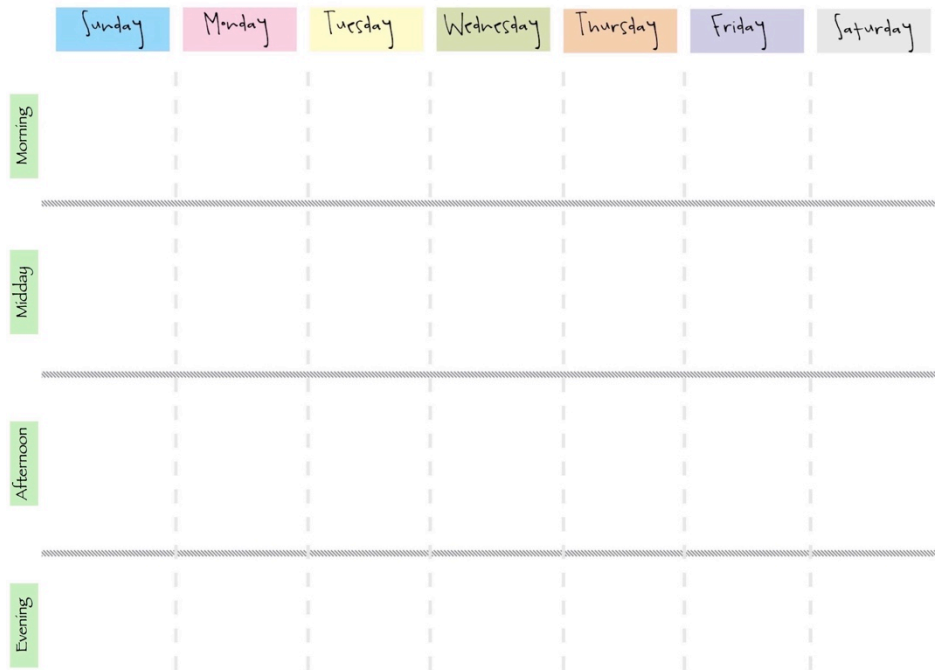 Sunday Monday Tuesday Wednesday Thursday Friday Saturday
Morning
Midday
Afternoon
Evening